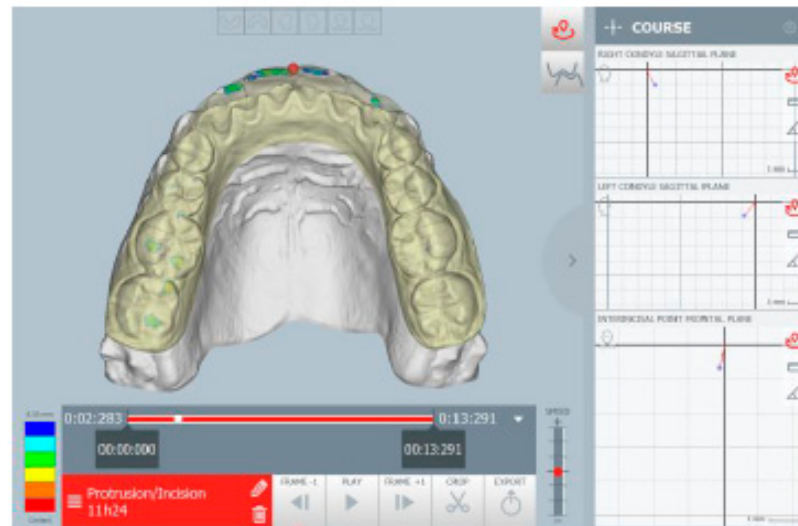 COURSE
RIGHT CONDYLE SAGITTAL PLANE
LEFT CONDYLE SAGITTAL PLANE
INTERINCISAL POINT FRONTAL PLANE
0:02:283
0:13:291
SPEED
00:00:000
00:13:291
Protrusion/Incision
11h24
FRAME -1
PLAY
FRAME +1
CROP
EXPORT